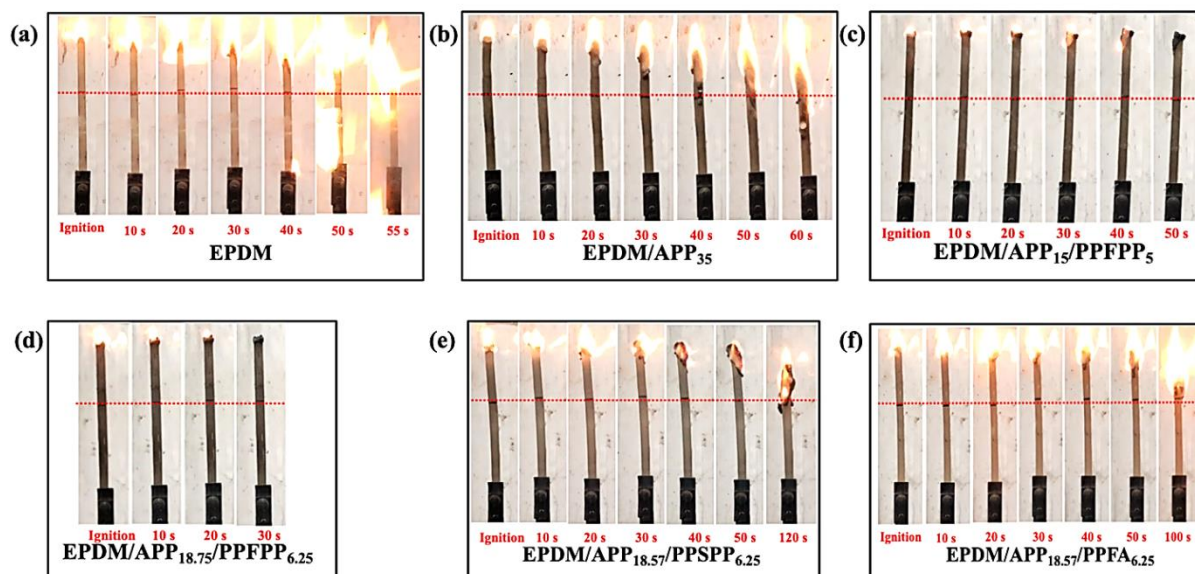 (a)
Ignition 10 s 20 s 30 s 40 s 50 s 55 s
EPDM
(b)
Ignition 10 s 20 s 30 s 40 s 50 s 60 s
EPDM/APP₃₅
(c)
Ignition 10 s 20 s 30 s 40 s 50 s
EPDM/APP₁₅/PPFPP₅
(d)
Ignition 10 s 20 s 30 s
EPDM/APP₁₈.₇₅/PPFPP₆.₂₅
(e)
Ignition 10 s 20 s 30 s 40 s 50 s 120 s
EPDM/APP₁₈.₅₇/PPSPP₆.₂₅
(f)
Ignition 10 s 20 s 30 s 40 s 50 s 100 s
EPDM/APP₁₈.₅₇/PPFA₆.₂₅